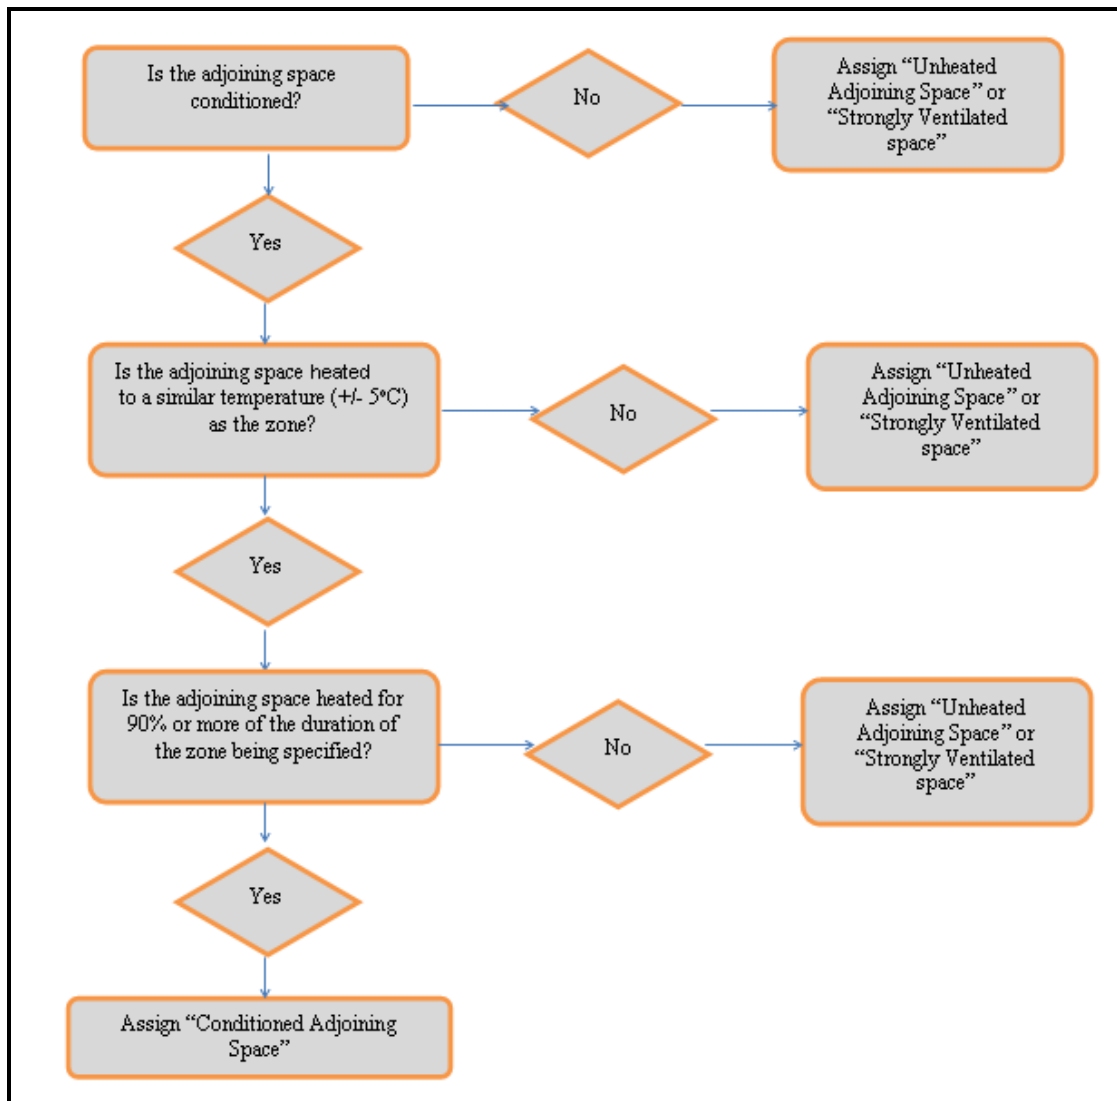 Is the adjoining space
conditioned?
No
Assign “Unheated
Adjoining Space” or
“Strongly Ventilated
space”
Yes
Is the adjoining space heated
to a similar temperature (+/- 5°C)
as the zone?
No
Assign “Unheated
Adjoining Space” or
“Strongly Ventilated
space”
Yes
Is the adjoining space heated for
90% or more of the duration of
the zone being specified?
No
Assign “Unheated
Adjoining Space” or
“Strongly Ventilated
space”
Yes
Assign “Conditioned Adjoining
Space”